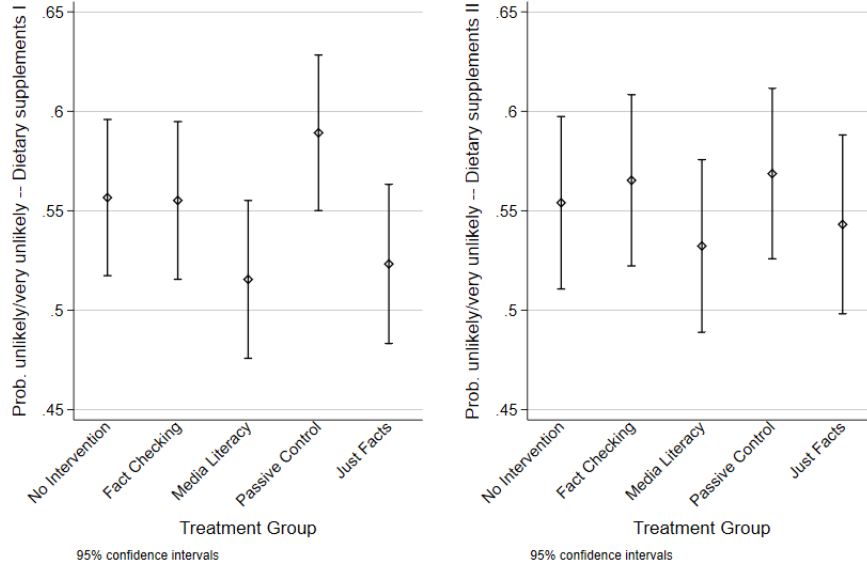 Prob. unlikely/very unlikely -- Dietary supplements I
.65
.6
.55
.5
.45
No Intervention
Fact Checking
Media Literacy
Passive Control
Just Facts
Treatment Group
95% confidence intervals
Prob. unlikely/very unlikely -- Dietary supplements II
.65
.6
.55
.5
.45
No Intervention
Fact Checking
Media Literacy
Passive Control
Just Facts
Treatment Group
95% confidence intervals